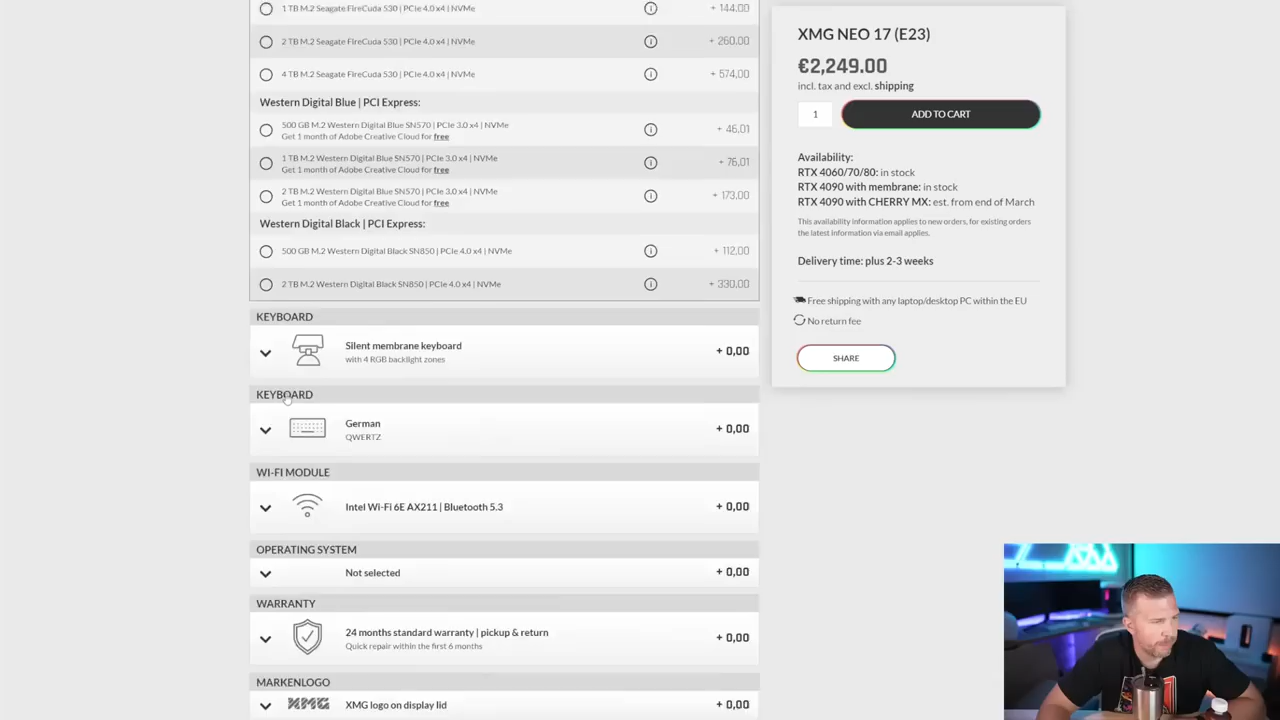 1 TB M.2 Seagate FireCuda 530 | PCIe 4.0 x4 | NVMe
+ 144.00
2 TB M.2 Seagate FireCuda 530 | PCIe 4.0 x4 | NVMe
+ 260.00
4 TB M.2 Seagate FireCuda 530 | PCIe 4.0 x4 | NVMe
+ 574,00
Western Digital Blue | PCI Express:
500 GB M.2 Western Digital Blue SN570 | PCIe 3.0 x4 | NVMe
Get 1 month of Adobe Creative Cloud for free
+ 46,01
1 TB M.2 Western Digital Blue SN570 | PCIe 3.0 x4 | NVMe
Get 1 month of Adobe Creative Cloud for free
+ 76,01
2 TB M.2 Western Digital Blue SN570 | PCIe 3.0 x4 | NVMe
Get 1 month of Adobe Creative Cloud for free
+ 173,00
Western Digital Black | PCI Express:
500 GB M.2 Western Digital Black SN850 | PCIe 4.0 x4 | NVMe
+ 112,00
2 TB M.2 Western Digital Black SN850 | PCIe 4.0 x4 | NVMe
+ 330.00
KEYBOARD
Silent membrane keyboard
with 4 RGB backlight zones
+ 0,00
KEYBOARD
German
QWERTZ
+ 0,00
WI-FI MODULE
Intel Wi-Fi 6E AX211 | Bluetooth 5.3
+ 0,00
OPERATING SYSTEM
Not selected
+ 0,00
WARRANTY
24 months standard warranty | pickup & return
Quick repair within the first 6 months
+ 0,00
MARKENLOGO
XMG
XMG logo on display lid
+ 0,00
XMG NEO 17 (E23)
€2,249.00
incl. tax and excl. shipping
1
ADD TO CART
Availability:
RTX 4060/70/80: in stock
RTX 4090 with membrane: in stock
RTX 4090 with CHERRY MX: est. from end of March
This availability information applies to new orders, for existing orders
the latest information via email applies.
Delivery time: plus 2-3 weeks
Free shipping with any laptop/desktop PC within the EU
No return fee
SHARE